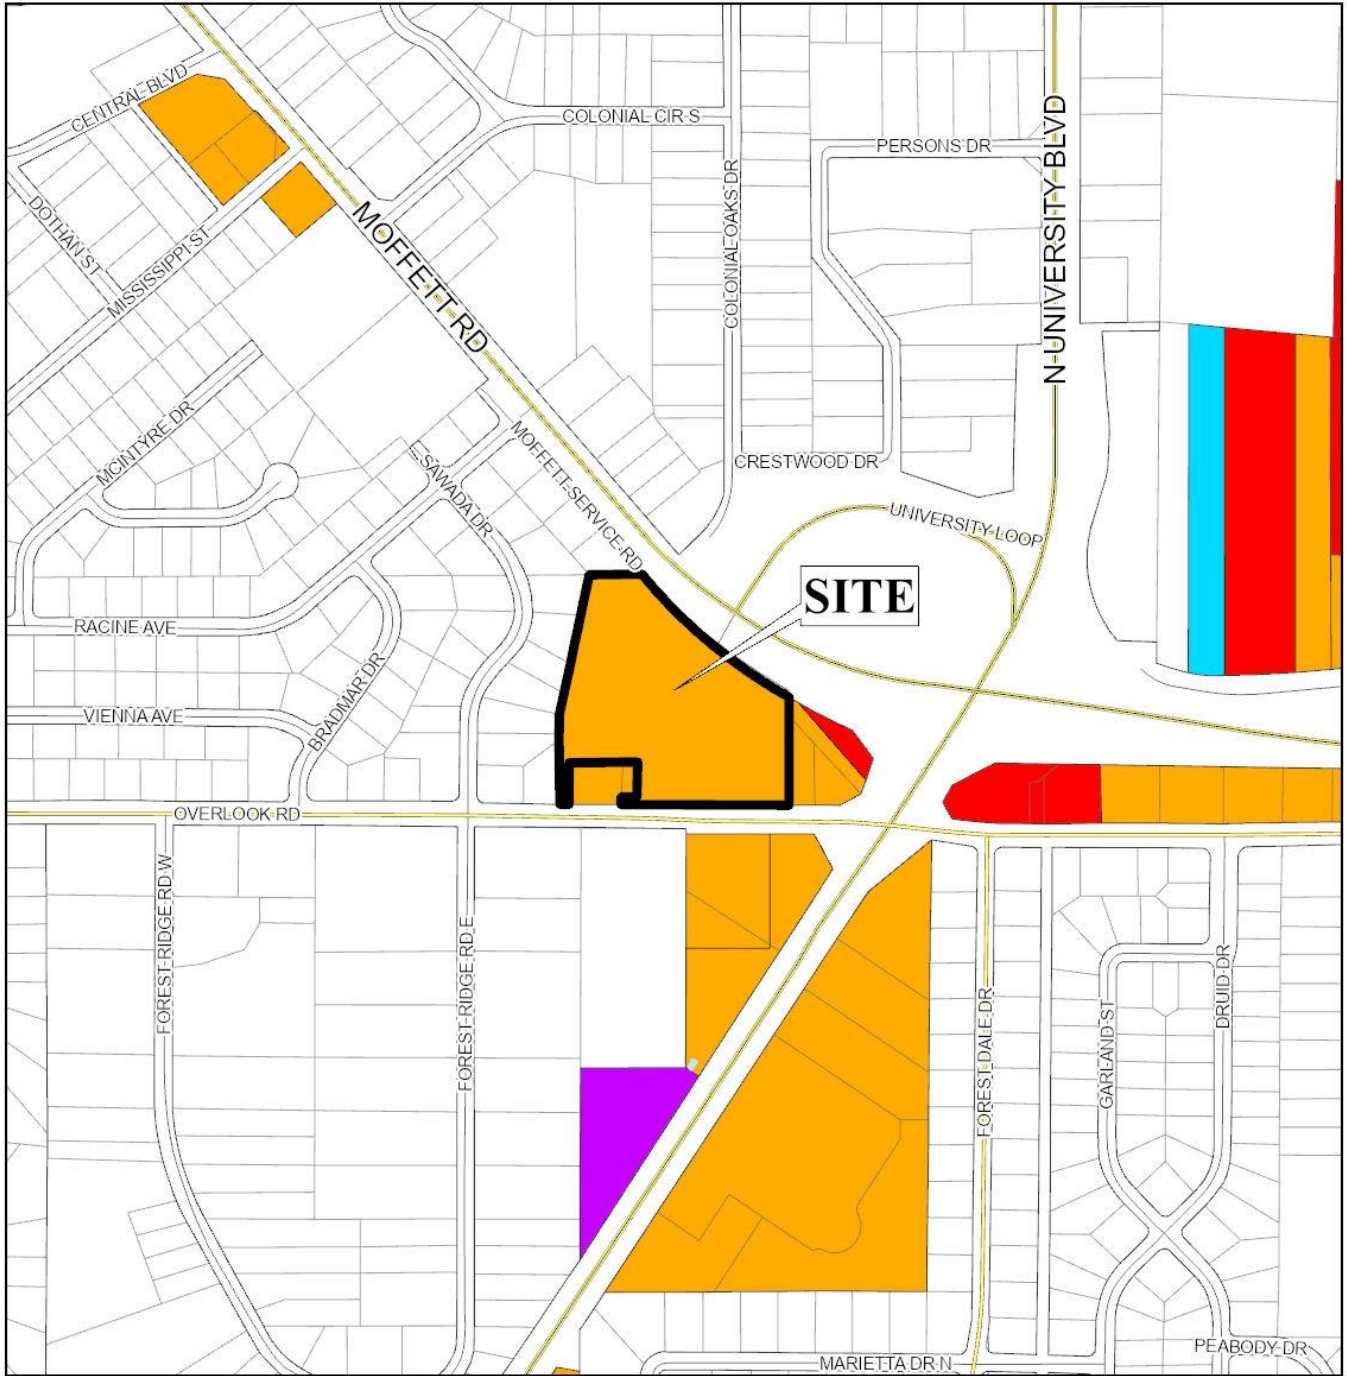 CENTRAL BLVD
COLONIAL CIR S
PERSONS DR
N UNIVERSITY BLVD
DOTHAN ST
MISSISSIPPI ST
MOFFETT RD
COLONIAL OAKS DR
MCINTYRE DR
SAWADA DR
MOFFETT SERVICE RD
CRESTWOOD DR
UNIVERSITY LOOP
SITE
RACINE AVE
BRADMAR DR
VIENNA AVE
OVERLOOK RD
FOREST RIDGE RD W
FOREST RIDGE RD E
FOREST DALE DR
GARLAND ST
DRUID DR
MARIETTA DR N
PEABODY DR